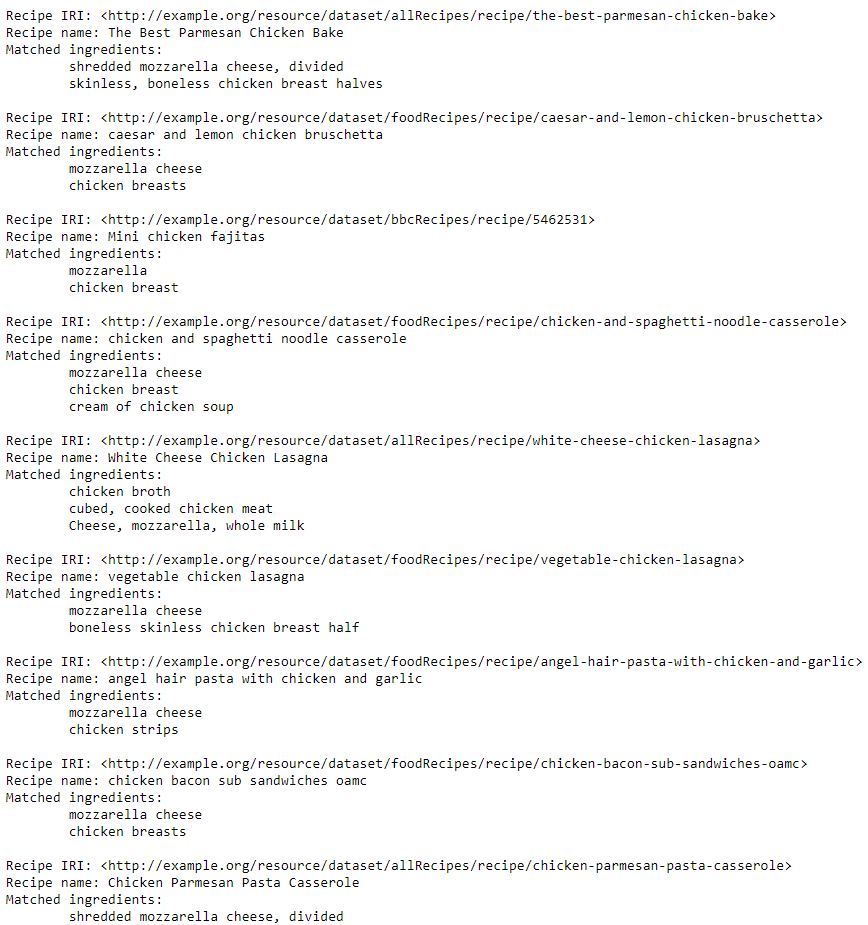 Recipe IRI: <http://example.org/resource/dataset/allRecipes/recipe/the-best-parmesan-chicken-bake>
Recipe name: The Best Parmesan Chicken Bake
Matched ingredients:
shredded mozzarella cheese, divided
skinless, boneless chicken breast halves
Recipe IRI: <http://example.org/resource/dataset/foodRecipes/recipe/caesar-and-lemon-chicken-bruschetta>
Recipe name: caesar and lemon chicken bruschetta
Matched ingredients:
mozzarella cheese
chicken breasts
Recipe IRI: <http://example.org/resource/dataset/bbcRecipes/recipe/5462531>
Recipe name: Mini chicken fajitas
Matched ingredients:
mozzarella
chicken breast
Recipe IRI: <http://example.org/resource/dataset/foodRecipes/recipe/chicken-and-spaghetti-noodle-casserole>
Recipe name: chicken and spaghetti noodle casserole
Matched ingredients:
mozzarella cheese
chicken breast
cream of chicken soup
Recipe IRI: <http://example.org/resource/dataset/allRecipes/recipe/white-cheese-chicken-lasagna>
Recipe name: White Cheese Chicken Lasagna
Matched ingredients:
chicken broth
cubed, cooked chicken meat
Cheese, mozzarella, whole milk
Recipe IRI: <http://example.org/resource/dataset/foodRecipes/recipe/vegetable-chicken-lasagna>
Recipe name: vegetable chicken lasagna
Matched ingredients:
mozzarella cheese
boneless skinless chicken breast half
Recipe IRI: <http://example.org/resource/dataset/foodRecipes/recipe/angel-hair-pasta-with-chicken-and-garlic>
Recipe name: angel hair pasta with chicken and garlic
Matched ingredients:
mozzarella cheese
chicken strips
Recipe IRI: <http://example.org/resource/dataset/foodRecipes/recipe/chicken-bacon-sub-sandwiches-oamc>
Recipe name: chicken bacon sub sandwiches oamc
Matched ingredients:
mozzarella cheese
chicken breasts
Recipe IRI: <http://example.org/resource/dataset/allRecipes/recipe/chicken-parmesan-pasta-casserole>
Recipe name: Chicken Parmesan Pasta Casserole
Matched ingredients:
shredded mozzarella cheese, divided